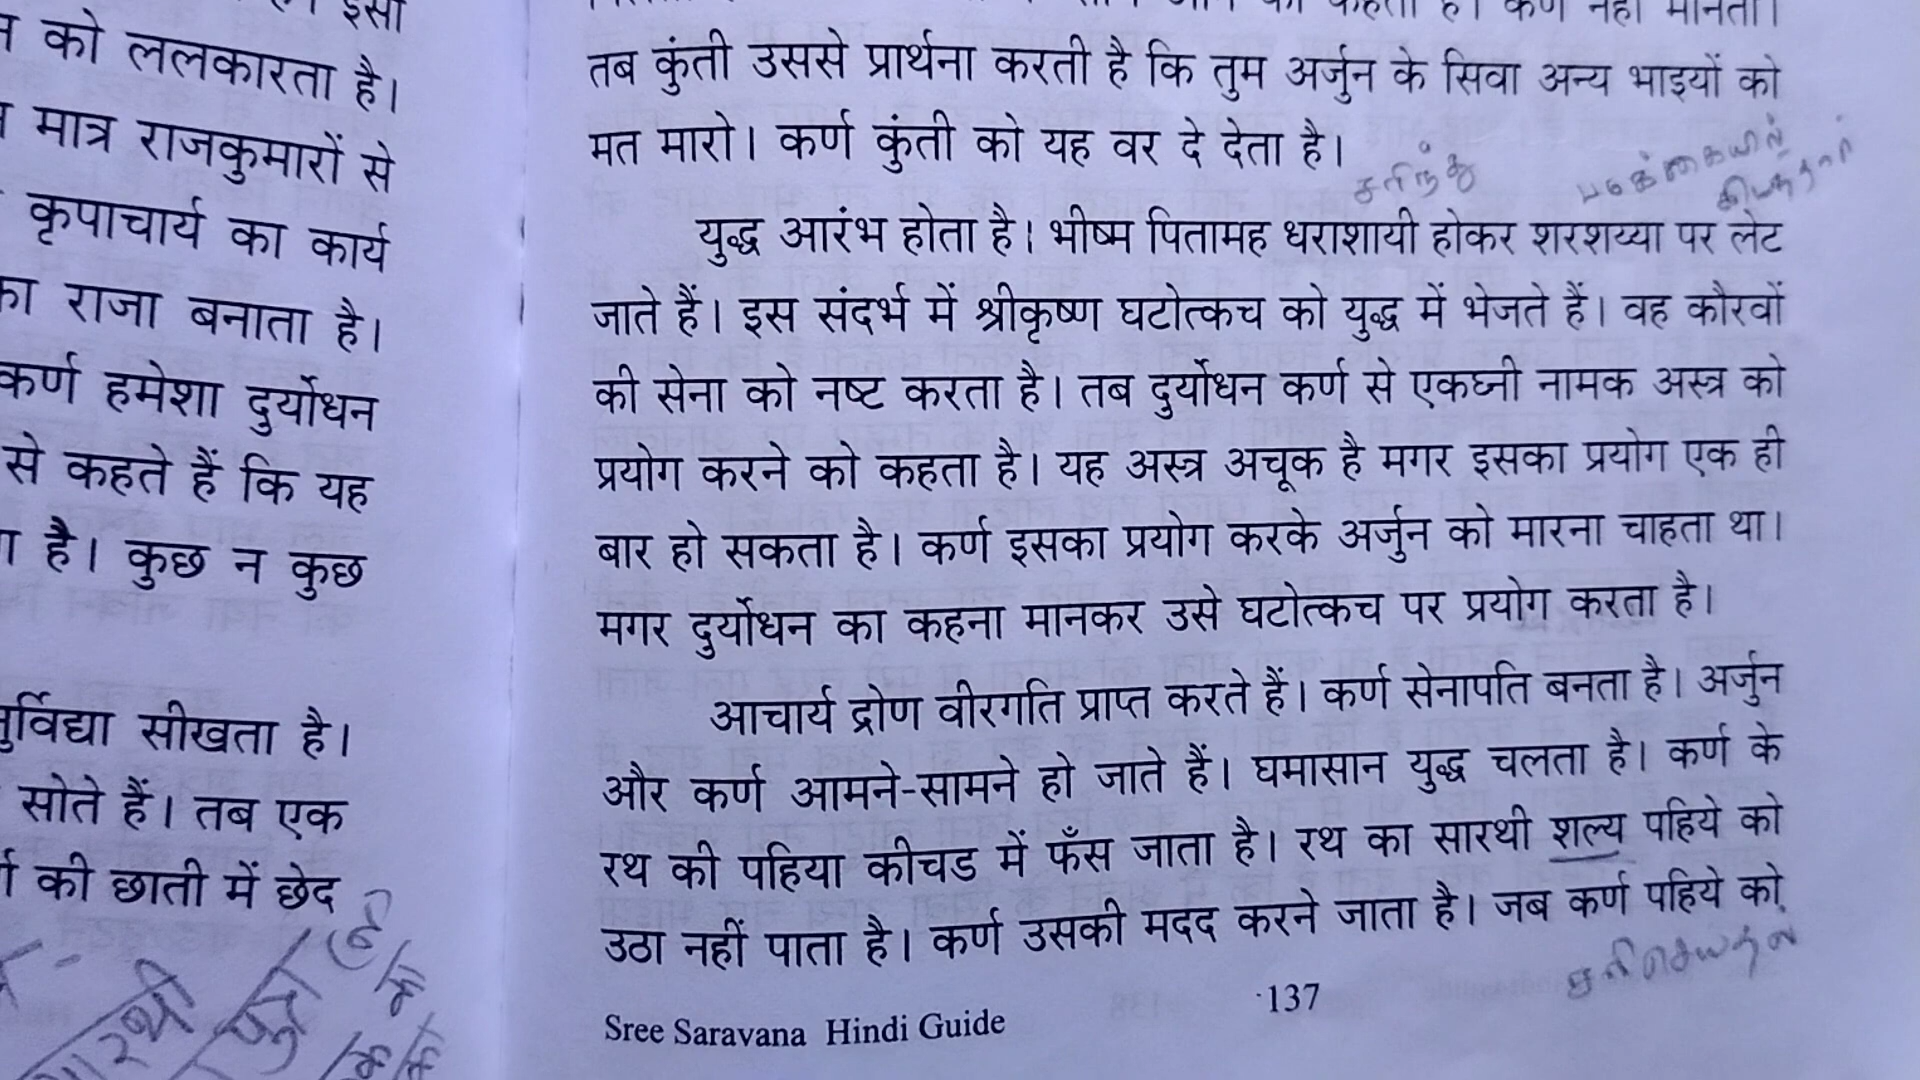 इसी
को ललकारता है।
मात्र राजकुमारों से
कृपाचार्य का कार्य
का राजा बनाता है।
कर्ण हमेशा दुर्योधन
से कहते हैं कि यह
है। कुछ न कुछ
सीखता है।
सोते हैं। तब एक
की छाती में छेद
कहता है। कर्ण नहीं मानता।
तब कुंती उससे प्रार्थना करती है कि तुम अर्जुन के सिवा अन्य भाइयों को
मत मारो। कर्ण कुंती को यह वर दे देता है।
युद्ध आरंभ होता है। भीष्म पितामह धराशायी होकर शरशय्या पर लेट
जाते हैं। इस संदर्भ में श्रीकृष्ण घटोत्कच को युद्ध में भेजते हैं। वह कौरवों
की सेना को नष्ट करता है। तब दुर्योधन कर्ण से एकघ्नी नामक अस्त्र को
प्रयोग करने को कहता है। यह अस्त्र अचूक है मगर इसका प्रयोग एक ही
बार हो सकता है। कर्ण इसका प्रयोग करके अर्जुन को मारना चाहता था।
मगर दुर्योधन का कहना मानकर उसे घटोत्कच पर प्रयोग करता है।
आचार्य द्रोण वीरगति प्राप्त करते हैं। कर्ण सेनापति बनता है। अर्जुन
और कर्ण आमने-सामने हो जाते हैं। घमासान युद्ध चलता है। कर्ण के
रथ की पहिया कीचड में फँस जाता है। रथ का सारथी शल्य पहिये को
उठा नहीं पाता है। कर्ण उसकी मदद करने जाता है। जब कर्ण पहिये को
137
Sree Saravana Hindi Guide